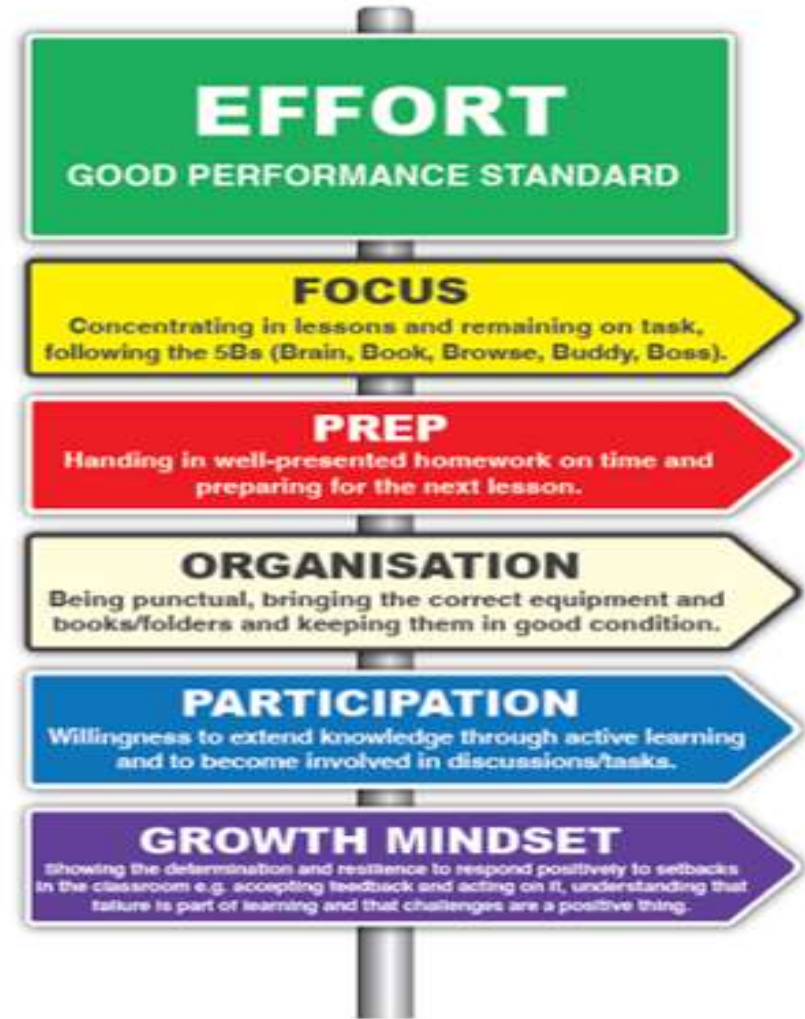 EFFORT
GOOD PERFORMANCE STANDARD
FOCUS
Concentrating in lessons and remaining on task,
following the 5Bs (Brain, Book, Browse, Buddy, Boss).
PREP
Handing in well-presented homework on time and
preparing for the next lesson.
ORGANISATION
Being punctual, bringing the correct equipment and
books/folders and keeping them in good condition.
PARTICIPATION
Willingness to extend knowledge through active learning
and to become involved in discussions/tasks.
GROWTH MINDSET
Showing the determination and resilience to respond positively to setbacks
in the classroom e.g. accepting feedback and acting on it, understanding that
failure is part of learning and that challenges are a positive thing.